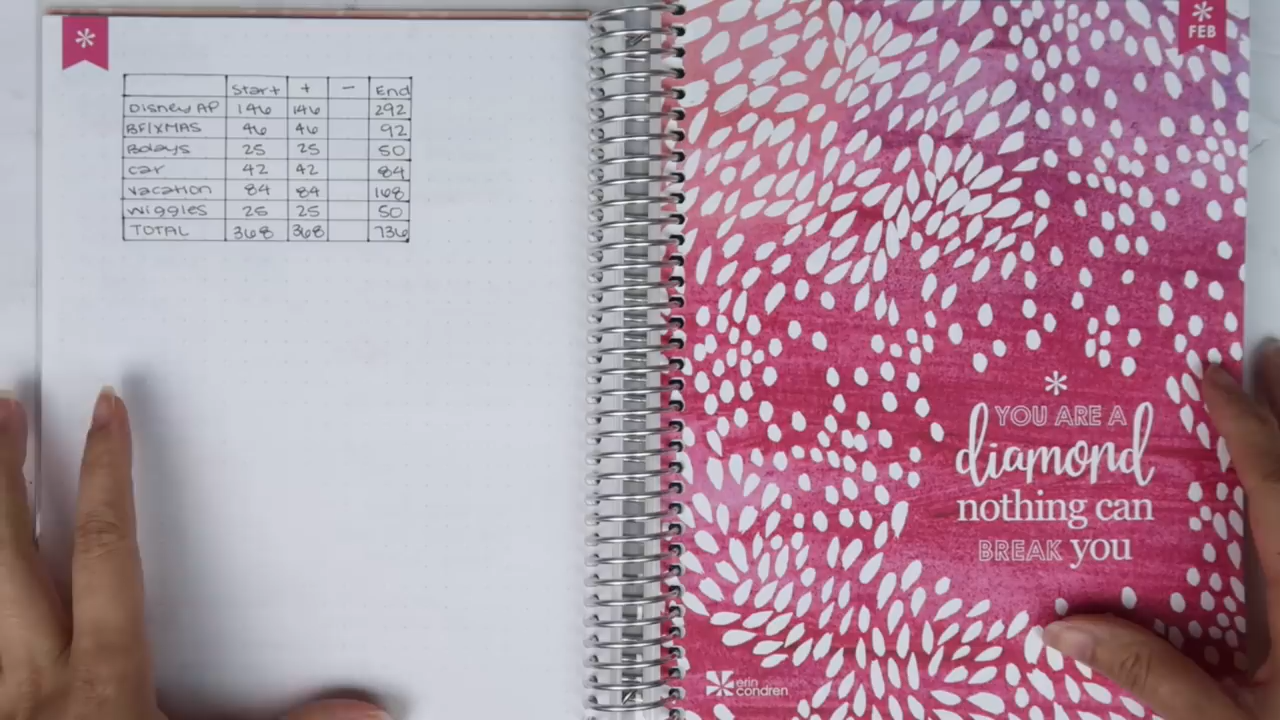 Start + − End
Disney AP 146 146 292
BF/XMAS 46 46 92
Bdays 25 25 50
car 42 42 84
vacation 84 84 168
wiggles 25 25 50
TOTAL 368 368 736
FEB
YOU ARE A
diamond
nothing can
BREAK you
erin
condren